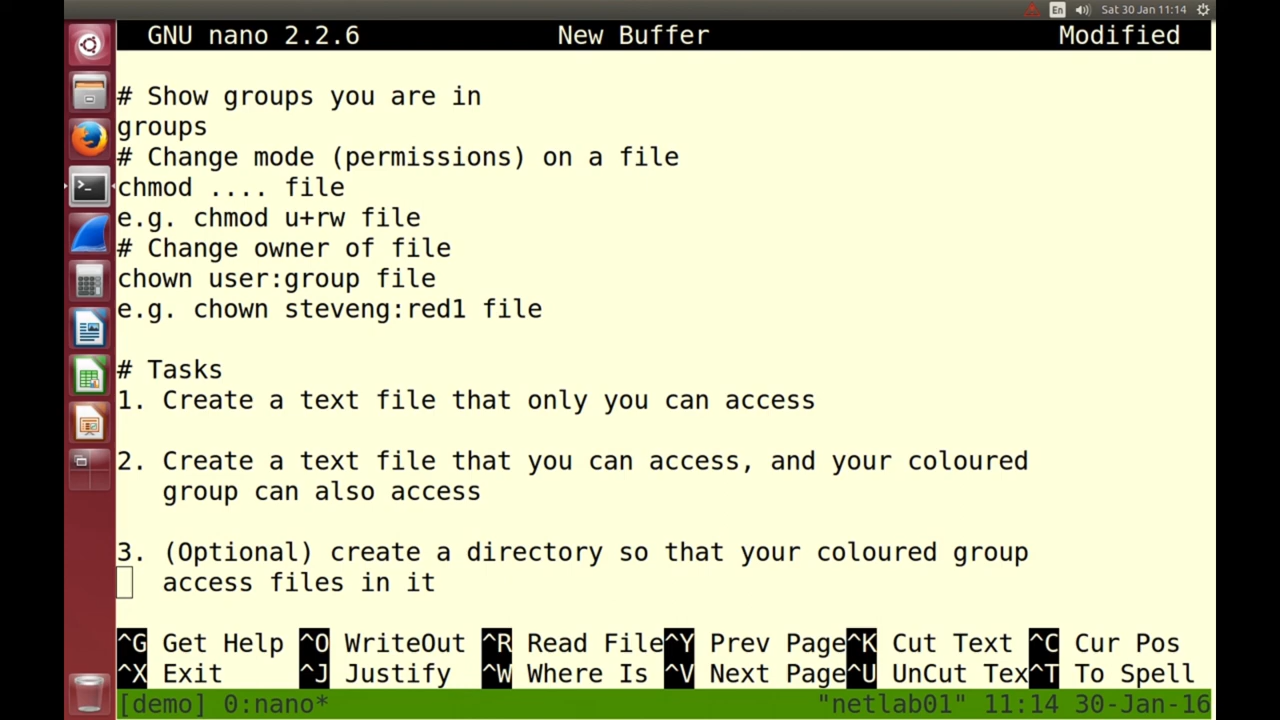 En Sat 30 Jan 11:14
GNU nano 2.2.6 New Buffer Modified
# Show groups you are in
groups
# Change mode (permissions) on a file
chmod .... file
e.g. chmod u+rw file
# Change owner of file
chown user:group file
e.g. chown steveng:red1 file
# Tasks
1. Create a text file that only you can access
2. Create a text file that you can access, and your coloured
group can also access
3. (Optional) create a directory so that your coloured group
access files in it
^G Get Help ^O WriteOut ^R Read File ^Y Prev Page ^K Cut Text ^C Cur Pos
^X Exit ^J Justify ^W Where Is ^V Next Page ^U UnCut Tex ^T To Spell
[demo] 0:nano* "netlab01" 11:14 30-Jan-16